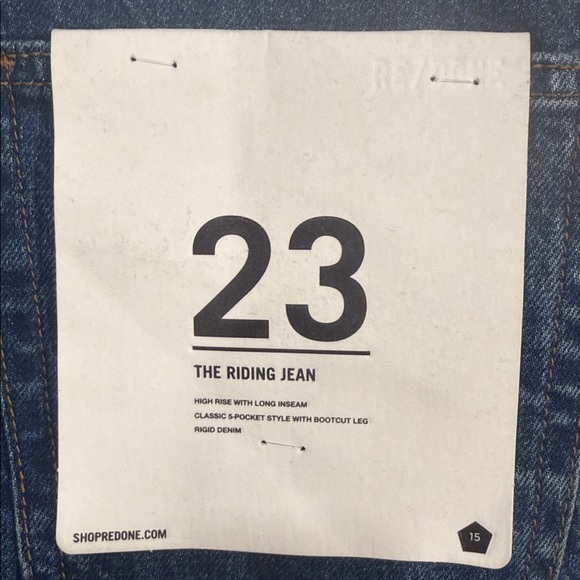 RE/DONE
23
THE RIDING JEAN
HIGH RISE WITH LONG INSEAM
CLASSIC 5-POCKET STYLE WITH BOOTCUT LEG
RIGID DENIM
SHOPREDONE.COM
15